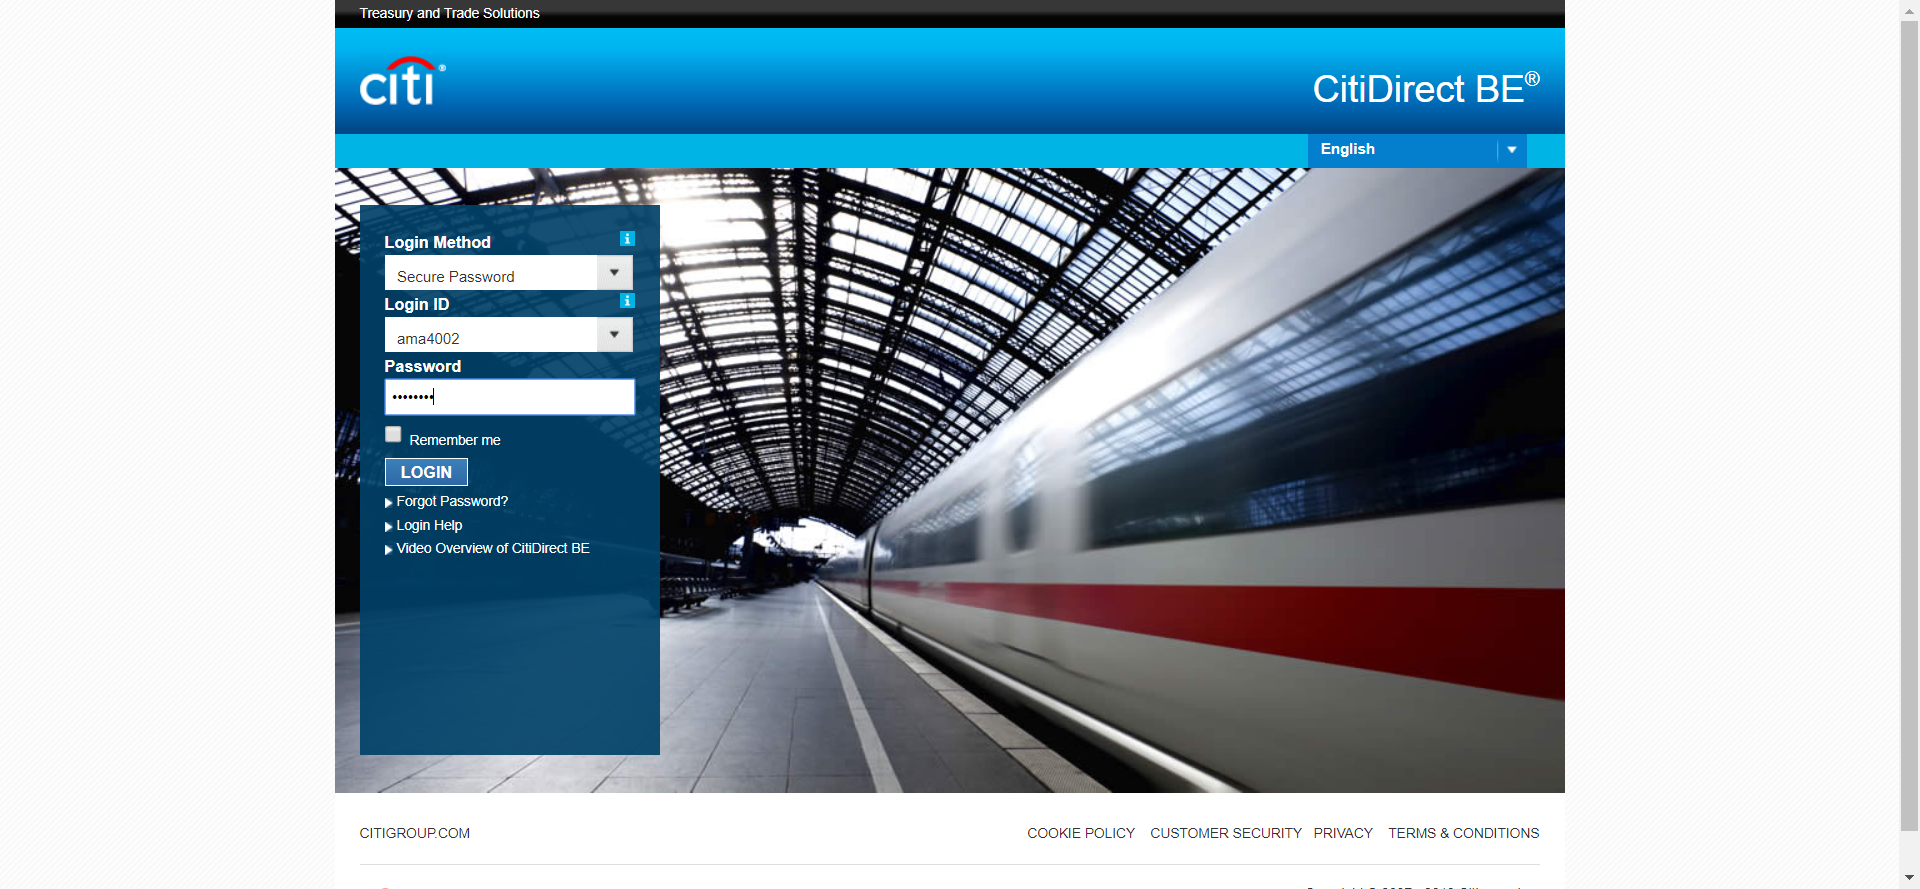 Treasury and Trade Solutions
citi®
CitiDirect BE®
English
Login Method
Secure Password
Login ID
ama4002
Password
Remember me
LOGIN
Forgot Password?
Login Help
Video Overview of CitiDirect BE
CITIGROUP.COM
COOKIE POLICY CUSTOMER SECURITY PRIVACY TERMS & CONDITIONS